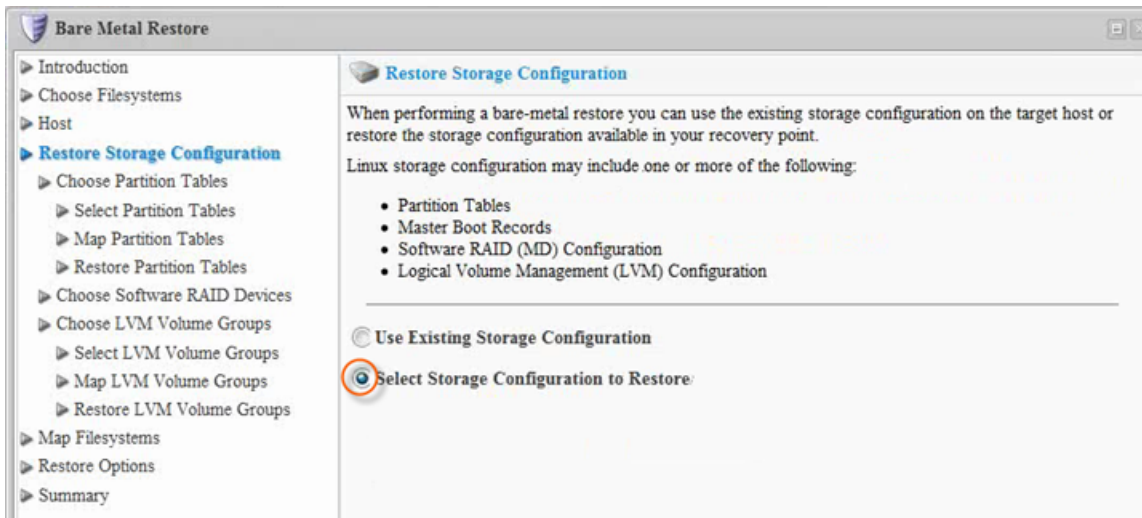 Bare Metal Restore
Introduction
Choose Filesystems
Host
Restore Storage Configuration
Choose Partition Tables
Select Partition Tables
Map Partition Tables
Restore Partition Tables
Choose Software RAID Devices
Choose LVM Volume Groups
Select LVM Volume Groups
Map LVM Volume Groups
Restore LVM Volume Groups
Map Filesystems
Restore Options
Summary
Restore Storage Configuration
When performing a bare-metal restore you can use the existing storage configuration on the target host or
restore the storage configuration available in your recovery point.
Linux storage configuration may include one or more of the following:
• Partition Tables
• Master Boot Records
• Software RAID (MD) Configuration
• Logical Volume Management (LVM) Configuration
Use Existing Storage Configuration
Select Storage Configuration to Restore